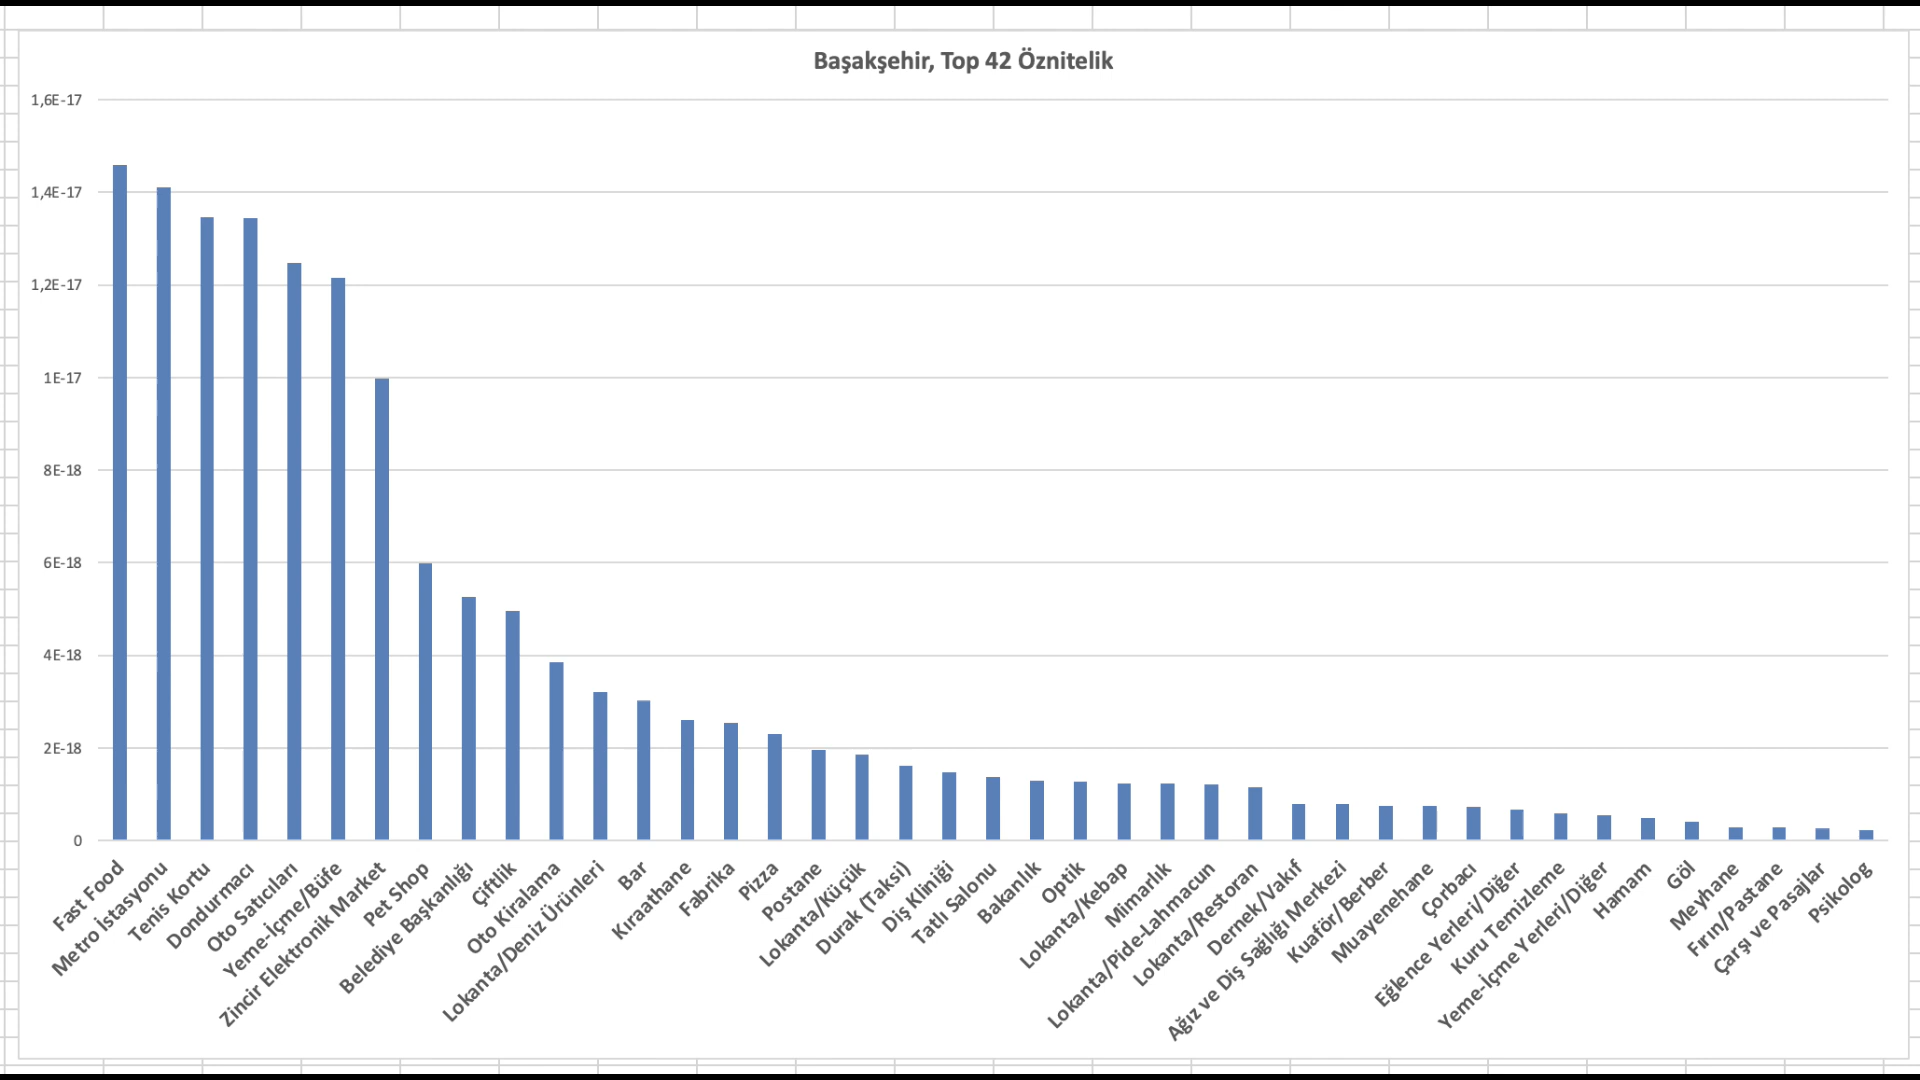 Başakşehir, Top 42 Öznitelik
1,6E-17
1,4E-17
1,2E-17
1E-17
8E-18
6E-18
4E-18
2E-18
0
Fast Food
Metro İstasyonu
Tenis Kortu
Dondurmacı
Oto Satıcıları
Yeme-İçme/Büfe
Zincir Elektronik Market
Pet Shop
Belediye Başkanlığı
Çiftlik
Oto Kiralama
Lokanta/Deniz Ürünleri
Bar
Kıraathane
Fabrika
Pizza
Postane
Lokanta/Küçük
Durak (Taksi)
Diş Kliniği
Tatlı Salonu
Bakanlık
Optik
Lokanta/Kebap
Mimarlık
Lokanta/Pide-Lahmacun
Lokanta/Restoran
Dernek/Vakıf
Ağız ve Diş Sağlığı Merkezi
Kuaför/Berber
Muayenehane
Çorbacı
Eğlence Yerleri/Diğer
Kuru Temizleme
Yeme-İçme Yerleri/Diğer
Hamam
Göl
Meyhane
Fırın/Pastane
Çarşı ve Pasajlar
Psikolog